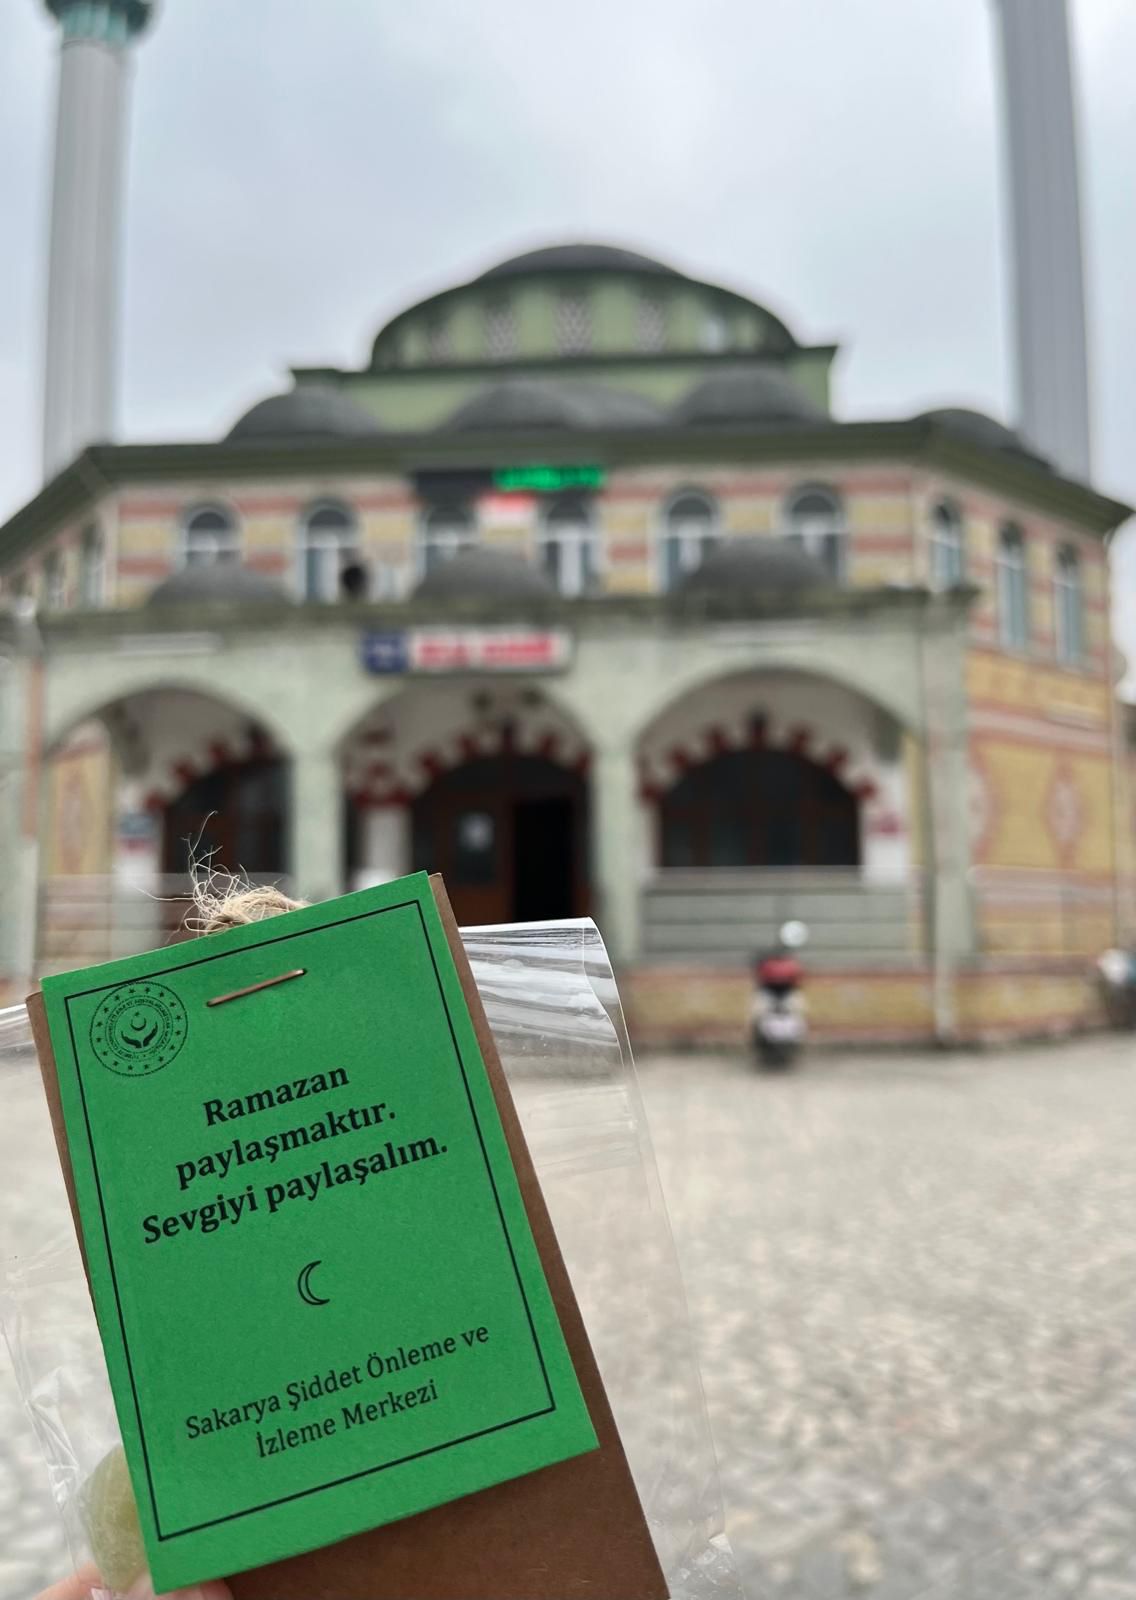 Ramazan
paylaşmaktır.
Sevgiyi paylaşalım.
Sakarya Şiddet Önleme ve
İzleme Merkezi